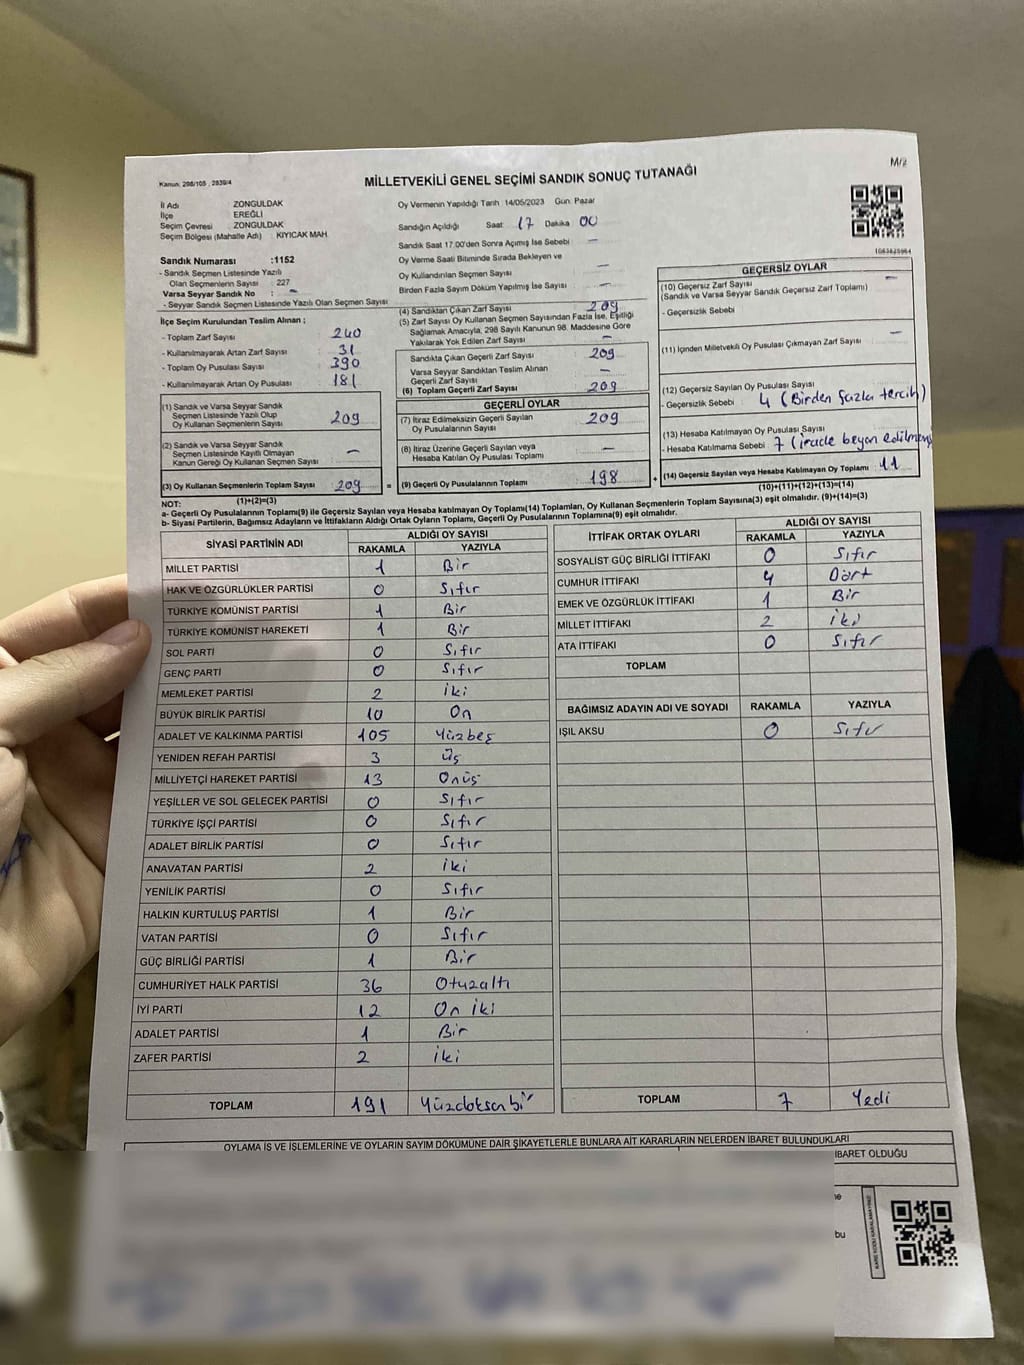 M/2
Kanun: 298/105 , 2839/4
MİLLETVEKİLİ GENEL SEÇİMİ SANDIK SONUÇ TUTANAĞI
İl Adı ZONGULDAK
İlçe EREĞLİ
Seçim Çevresi ZONGULDAK
Seçim Bölgesi (Mahalle Adı) : KIYICAK MAH.
Sandık Numarası :1152
- Sandık Seçmen Listesinde Yazılı
Olan Seçmenlerin Sayısı : 227
Varsa Seyyar Sandık No : –
- Seyyar Sandık Seçmen Listesinde Yazılı Olan Seçmen Sayısı
İlçe Seçim Kurulundan Teslim Alınan ;
- Toplam Zarf Sayısı 240
- Kullanılmayarak Artan Zarf Sayısı 31
- Toplam Oy Pusulası Sayısı 390
- Kullanılmayarak Artan Oy Pusulası 181
(1) Sandık ve Varsa Seyyar Sandık
Seçmen Listesinde Yazılı Olup
Oy Kullanan Seçmenlerin Sayısı 209
(2) Sandık ve Varsa Seyyar Sandık
Seçmen Listesinde Kayıtlı Olmayan
Kanun Gereği Oy Kullanan Seçmen Sayısı –
(3) Oy Kullanan Seçmenlerin Toplam Sayısı 209 =
(1)+(2)=(3)
Oy Vermenin Yapıldığı Tarih :14/05/2023 Gün: Pazar
Sandığın Açıldığı Saat: 17 Dakika 00
Sandık Saat 17.00'den Sonra Açımış İse Sebebi –
Oy Verme Saati Bitiminde Sırada Bekleyen ve
Oy Kullandırılan Seçmen Sayısı –
Birden Fazla Sayım Döküm Yapılmış İse Sayısı –
(4) Sandıktan Çıkan Zarf Sayısı : 209
(5) Zarf Sayısı Oy Kullanan Seçmen Sayısından Fazla İse, Eşitliği
Sağlamak Amacıyla, 298 Sayılı Kanunun 98. Maddesine Göre
Yakılarak Yok Edilen Zarf Sayısı –
Sandıkta Çıkan Geçerli Zarf Sayısı : 209
Varsa Seyyar Sandıktan Teslim Alınan
Geçerli Zarf Sayısı –
(6) Toplam Geçerli Zarf Sayısı : 209
GEÇERLİ OYLAR
(7) İtiraz Edilmeksizin Geçerli Sayılan
Oy Pusulalarının Sayısı : 209
(8) İtiraz Üzerine Geçerli Sayılan veya
Hesaba Katılan Oy Pusulası Toplamı –
(9) Geçerli Oy Pusulalarının Toplamı : 198 +
1083825964
GEÇERSİZ OYLAR
(10) Geçersiz Zarf Sayısı –
(Sandık ve Varsa Seyyar Sandık Geçersiz Zarf Toplamı)
- Geçersizlik Sebebi
(11) İçinden Milletvekili Oy Pusulası Çıkmayan Zarf Sayısı –
(12) Geçersiz Sayılan Oy Pusulası Sayısı
- Geçersizlik Sebebi : 4 (Birden fazla tercih)
(13) Hesaba Katılmayan Oy Pusulası Sayısı
- Hesaba Katılmama Sebebi : 7 (irade beyan edilmem
(14) Geçersiz Sayılan veya Hesaba Katılmayan Oy Toplamı : 11
(10)+(11)+(12)+(13)=(14)
NOT:
a- Geçerli Oy Pusulalarının Toplamı(9) ile Geçersiz Sayılan veya Hesaba katılmayan Oy Toplamı(14) Toplamları, Oy Kullanan Seçmenlerin Toplam Sayısına(3) eşit olmalıdır. (9)+(14)=(3)
b- Siyasi Partilerin, Bağımsız Adayların ve İttifakların Aldığı Ortak Oyların Toplamı, Geçerli Oy Pusulalarının Toplamına(9) eşit olmalıdır.
SİYASİ PARTİNİN ADI ALDIĞI OY SAYISI
RAKAMLA YAZIYLA
MİLLET PARTİSİ 1 Bir
HAK VE ÖZGÜRLÜKLER PARTİSİ 0 Sıfır
TÜRKİYE KOMÜNİST PARTİSİ 1 Bir
TÜRKİYE KOMÜNİST HAREKETİ 1 Bir
SOL PARTİ 0 Sıfır
GENÇ PARTİ 0 Sıfır
MEMLEKET PARTİSİ 2 iki
BÜYÜK BİRLİK PARTİSİ 10 On
ADALET VE KALKINMA PARTİSİ 105 Yüzbeş
YENİDEN REFAH PARTİSİ 3 üş
MİLLİYETÇİ HAREKET PARTİSİ 13 Onüş
YEŞİLLER VE SOL GELECEK PARTİSİ 0 Sıfır
TÜRKİYE İŞÇİ PARTİSİ 0 Sıfır
ADALET BİRLİK PARTİSİ 0 Sıfır
ANAVATAN PARTİSİ 2 iki
YENİLİK PARTİSİ 0 Sıfır
HALKIN KURTULUŞ PARTİSİ 1 Bir
VATAN PARTİSİ 0 Sıfır
GÜÇ BİRLİĞİ PARTİSİ 1 Bir
CUMHURİYET HALK PARTİSİ 36 Otuzaltı
İYİ PARTİ 12 On iki
ADALET PARTİSİ 1 Bir
ZAFER PARTİSİ 2 iki
TOPLAM 191 Yüzdoksanbir
İTTİFAK ORTAK OYLARI ALDIĞI OY SAYISI
RAKAMLA YAZIYLA
SOSYALİST GÜÇ BİRLİĞİ İTTİFAKI 0 Sıfır
CUMHUR İTTİFAKI 4 Dört
EMEK VE ÖZGÜRLÜK İTTİFAKI 1 Bir
MİLLET İTTİFAKI 2 iki
ATA İTTİFAKI 0 Sıfır
TOPLAM
BAĞIMSIZ ADAYIN ADI VE SOYADI RAKAMLA YAZIYLA
IŞIL AKSU 0 Sıfır
TOPLAM 7 Yedi
OYLAMA İŞ VE İŞLEMLERİNE VE OYLARIN SAYIM DÖKÜMÜNE DAİR ŞİKAYETLERLE BUNLARA AİT KARARLARIN NELERDEN İBARET BULUNDUKLARI
İBARET OLDUĞU
bu